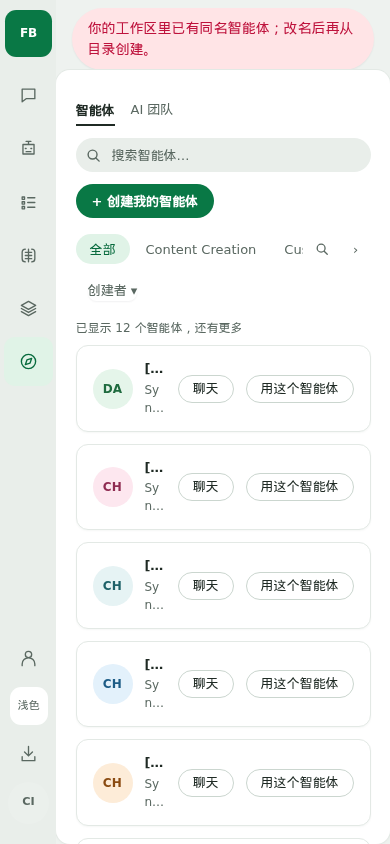 FB
你的工作区里已有同名智能体；改名后再从
目录创建。
智能体 AI 团队
搜索智能体...
+ 创建我的智能体
全部 Content Creation Cu
创建者 ▾
已显示 12 个智能体，还有更多
DA [... Sy n... 聊天 用这个智能体
CH [... Sy n... 聊天 用这个智能体
CH [... Sy n... 聊天 用这个智能体
CH [... Sy n... 聊天 用这个智能体
CH [... Sy n... 聊天 用这个智能体
浅色
CI